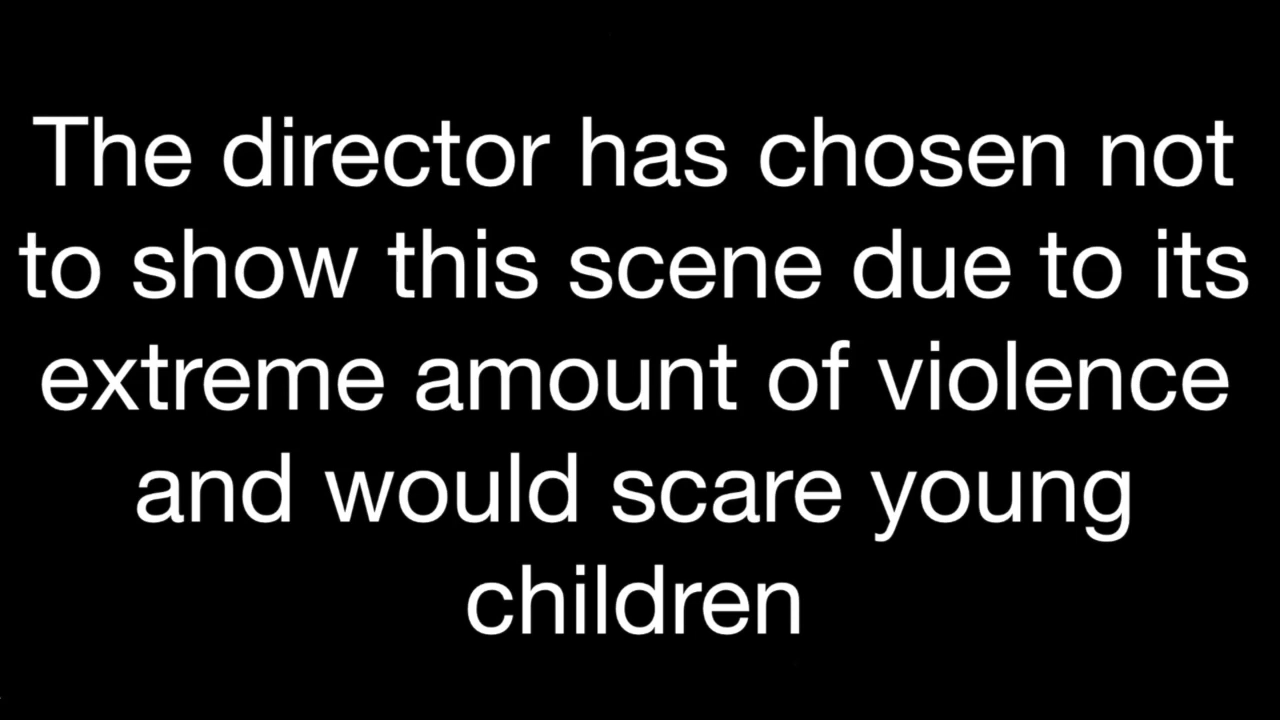 The director has chosen not
to show this scene due to its
extreme amount of violence
and would scare young
children